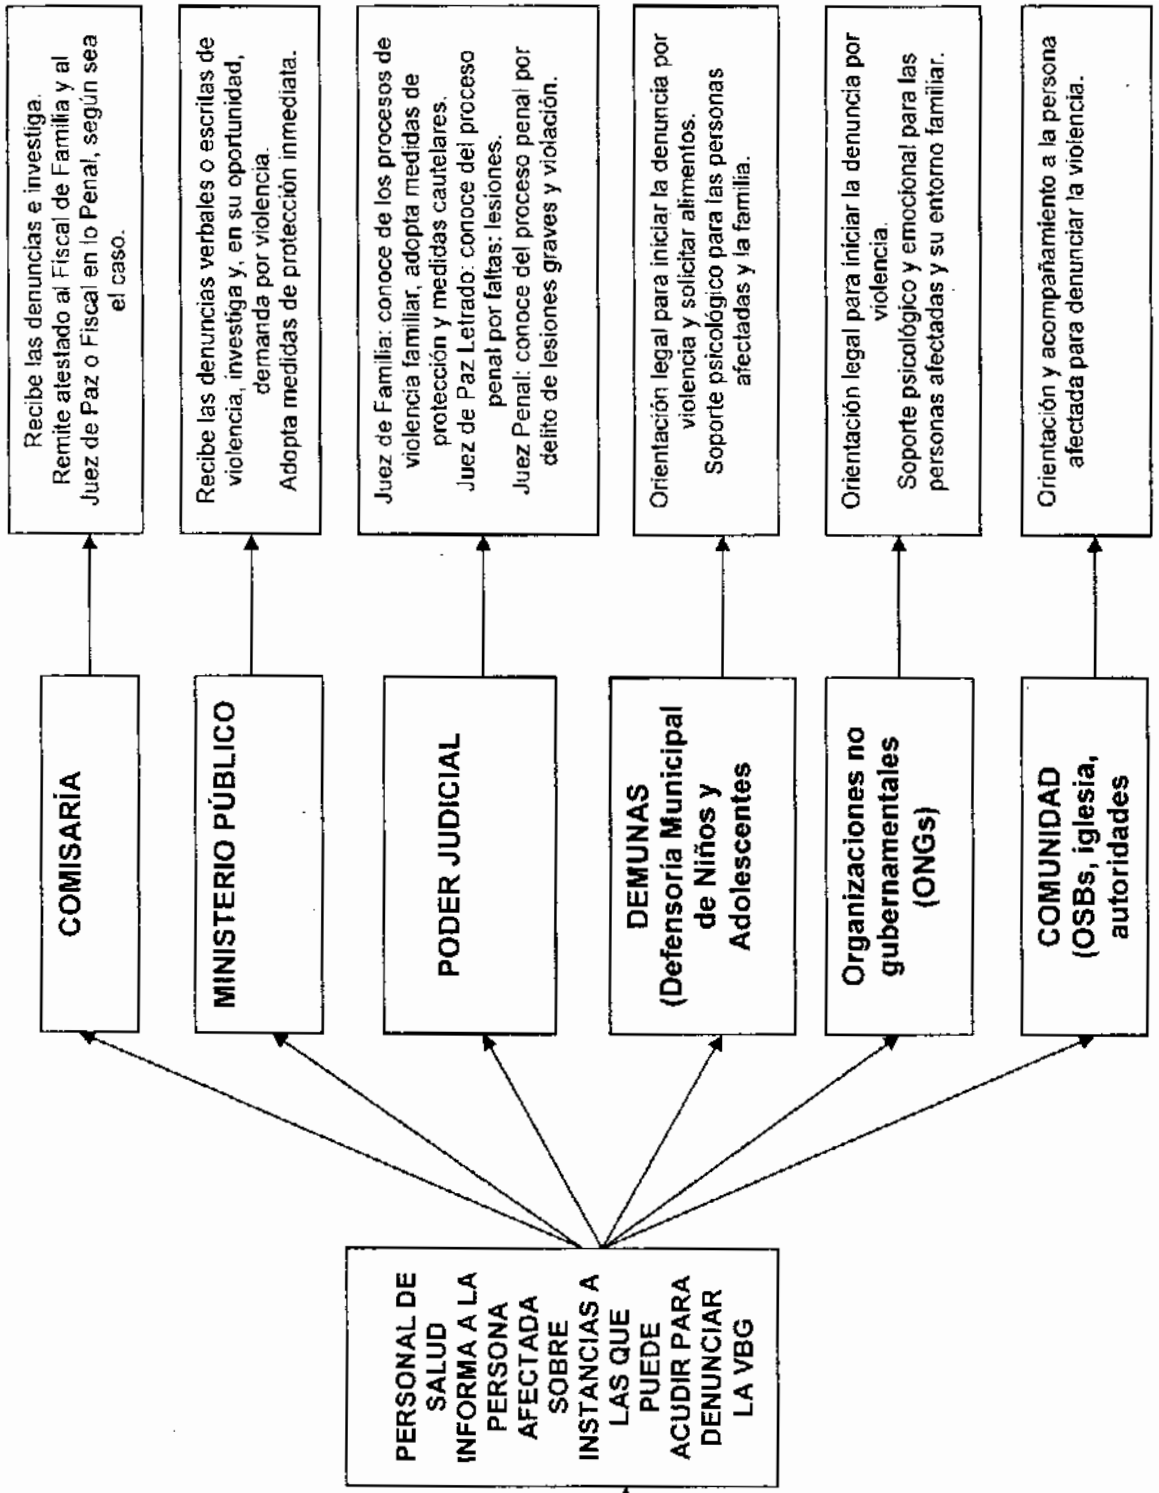 PERSONAL DE
SALUD
INFORMA A LA
PERSONA
AFECTADA
SOBRE
INSTANCIAS A
LAS QUE
PUEDE
ACUDIR PARA
DENUNCIAR
LA VBG
COMISARÍA
Recibe las denuncias e investiga.
Remite atestado al Fiscal de Familia y al
Juez de Paz o Fiscal en lo Penal, según sea
el caso.
MINISTERIO PÚBLICO
Recibe las denuncias verbales o escritas de
violencia, investiga y, en su oportunidad,
demanda por violencia.
Adopta medidas de protección inmediata.
PODER JUDICIAL
Juez de Familia: conoce de los procesos de
violencia familiar, adopta medidas de
protección y medidas cautelares.
Juez de Paz Letrado: conoce del proceso
penal por faltas: lesiones.
Juez Penal: conoce del proceso penal por
delito de lesiones graves y violación.
DEMUNAS
(Defensoría Municipal
de Niños y
Adolescentes
Orientación legal para iniciar la denuncia por
violencia y solicitar alimentos.
Soporte psicológico para las personas
afectadas y la familia.
Organizaciones no
gubernamentales
(ONGs)
Orientación legal para iniciar la denuncia por
violencia.
Soporte psicológico y emocional para las
personas afectadas y su entorno familiar.
COMUNIDAD
(OSBs, iglesia,
autoridades
Orientación y acompañamiento a la persona
afectada para denunciar la violencia.